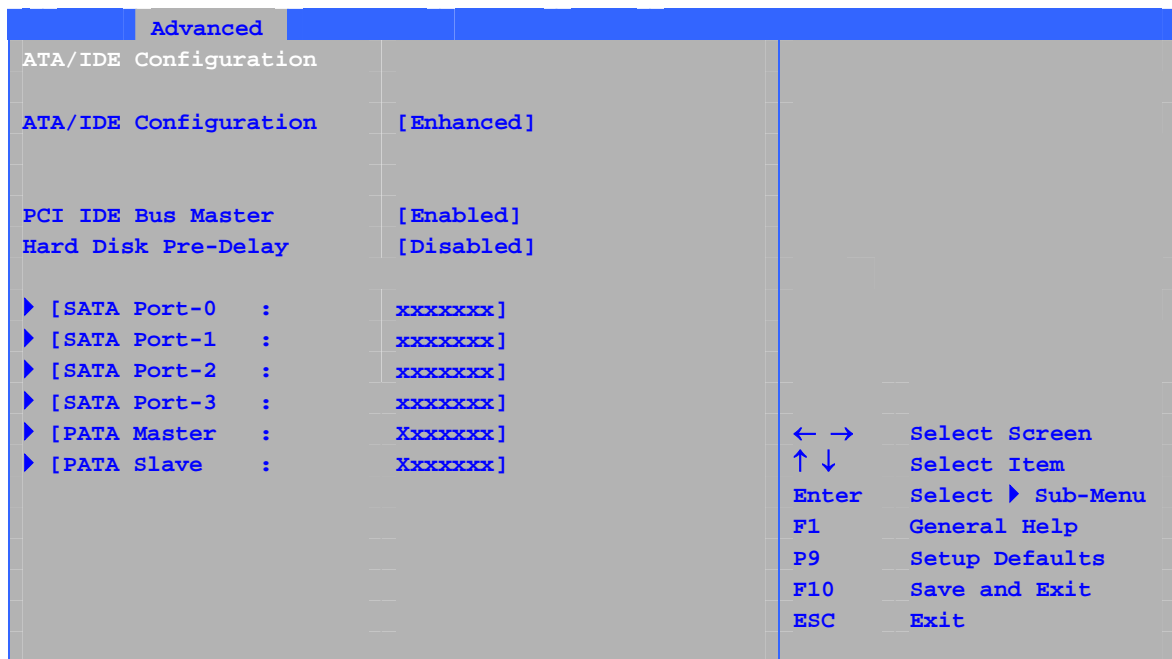 Advanced
ATA/IDE Configuration
ATA/IDE Configuration [Enhanced]
PCI IDE Bus Master [Enabled]
Hard Disk Pre-Delay [Disabled]
[SATA Port-0 : xxxxxxx]
[SATA Port-1 : xxxxxxx]
[SATA Port-2 : xxxxxxx]
[SATA Port-3 : xxxxxxx]
[PATA Master : Xxxxxxx]
[PATA Slave : Xxxxxxx]
← → Select Screen
↑ ↓ Select Item
Enter Select Sub-Menu
F1 General Help
P9 Setup Defaults
F10 Save and Exit
ESC Exit